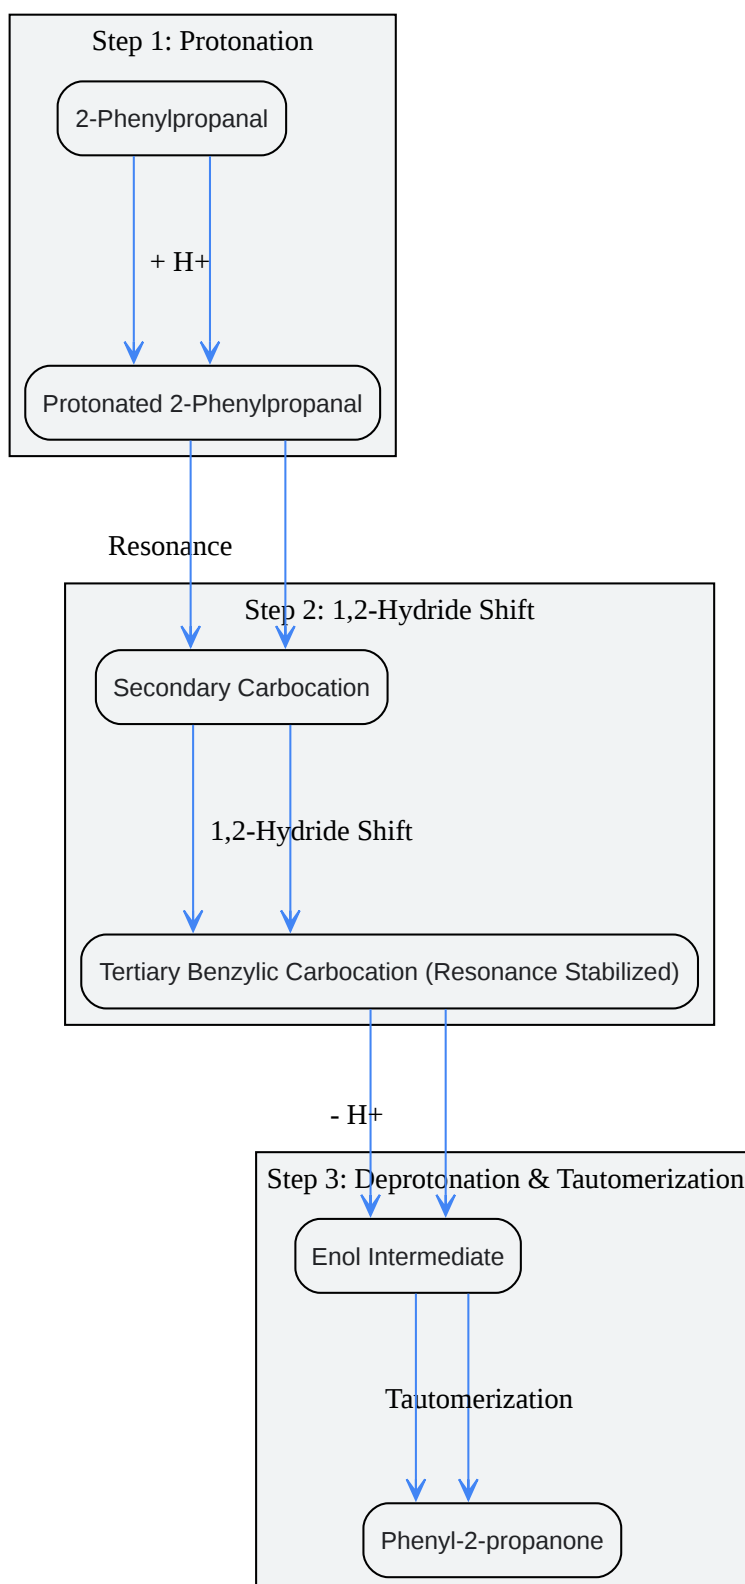 Step 1: Protonation
2-Phenylpropanal
+ H+
Protonated 2-Phenylpropanal
Resonance
Step 2: 1,2-Hydride Shift
Secondary Carbocation
1,2-Hydride Shift
Tertiary Benzylic Carbocation (Resonance Stabilized)
- H+
Step 3: Deprotonation & Tautomerization
Enol Intermediate
Tautomerization
Phenyl-2-propanone